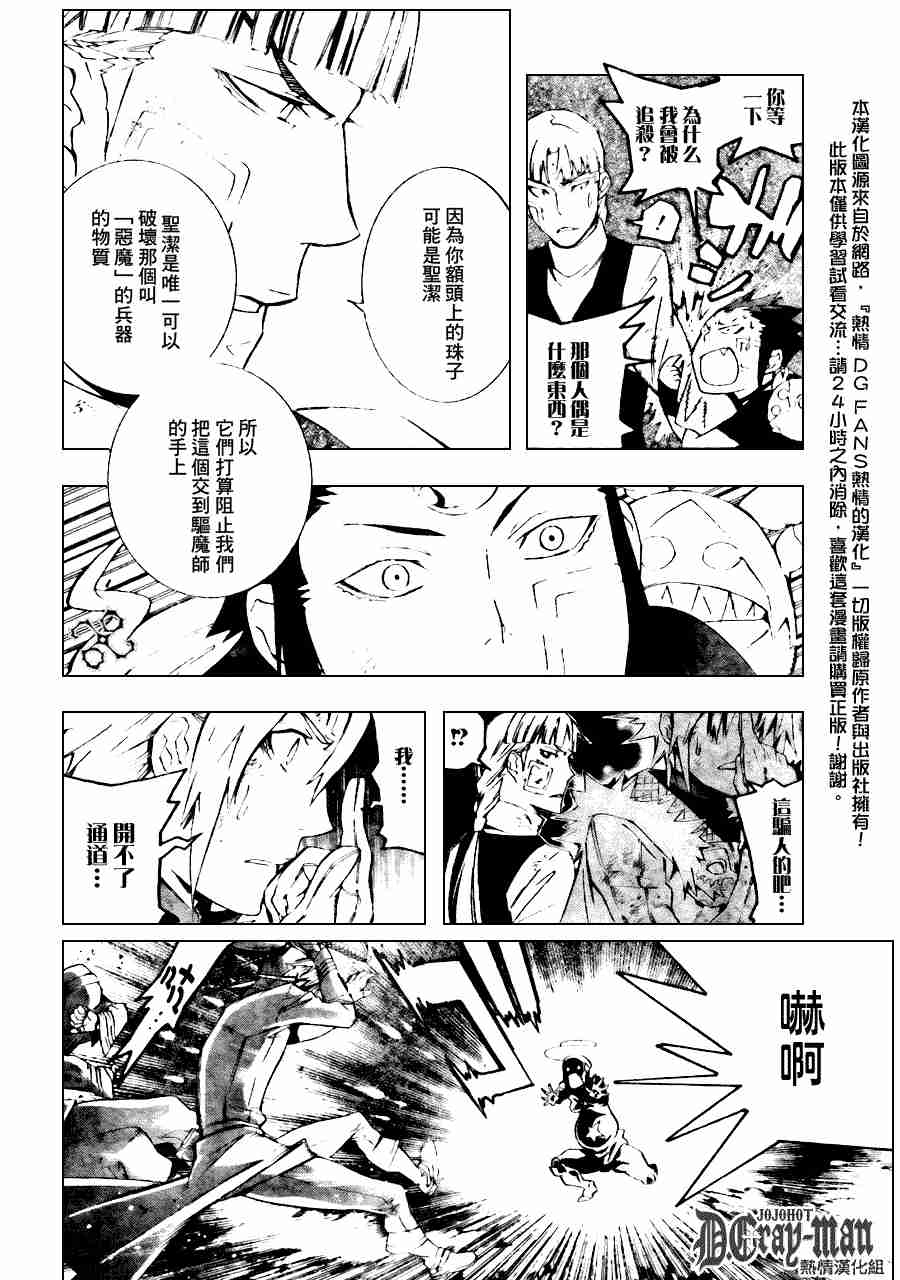 本漢化圖源來自於網路．『熱情 DG FANS熱情的漢化』一切版權歸原作者與出版社擁有！
此版本僅供學習試看交流…請24小時之內消除．喜歡這套漫畫請購買正版！謝謝。
你等
一下
為什么
我會被
追殺？
！
那個人偶是
什麼東西？
因為你額頭上的珠子
可能是聖潔
聖潔是唯一可以
破壞那個叫
「惡魔」的兵器
的物質
所以
它們打算阻止我們
把這個交到驅魔師
的手上
這騙人的吧…
!?
我……
開不了
通道…
嚇
啊
JOJOHOT
D.Gray-man
熱情漢化組